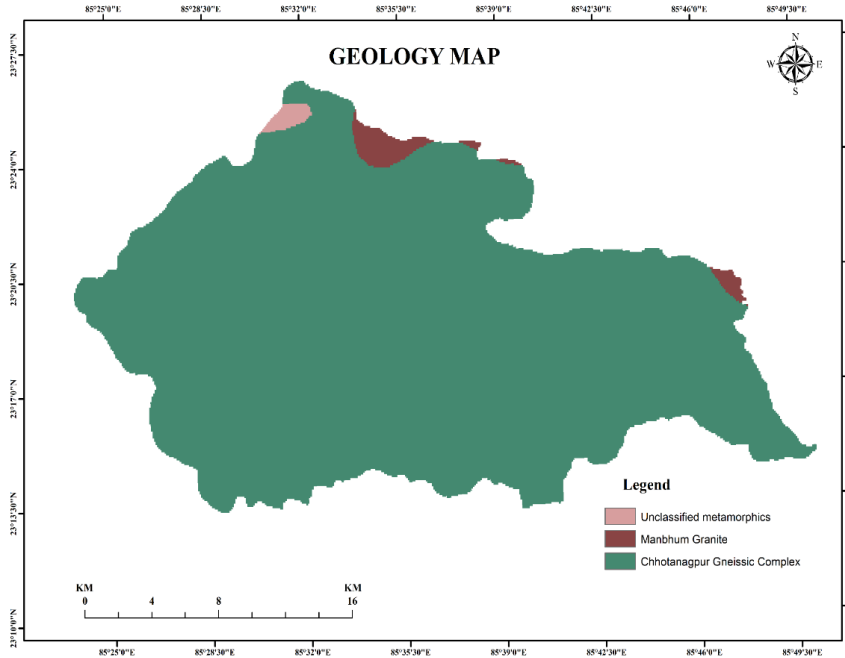 85°25'0"E 85°28'30"E 85°32'0"E 85°35'30"E 85°39'0"E 85°42'30"E 85°46'0"E 85°49'30"E
GEOLOGY MAP
N
W E
S
23°27'30"N
23°24'0"N
23°20'30"N
23°17'0"N
23°13'30"N
23°10'0"N
Legend
Unclassified metamorphics
Manbhum Granite
Chhotanagpur Gneissic Complex
KM KM
0 4 8 16
85°25'0"E 85°28'30"E 85°32'0"E 85°35'30"E 85°39'0"E 85°42'30"E 85°46'0"E 85°49'30"E